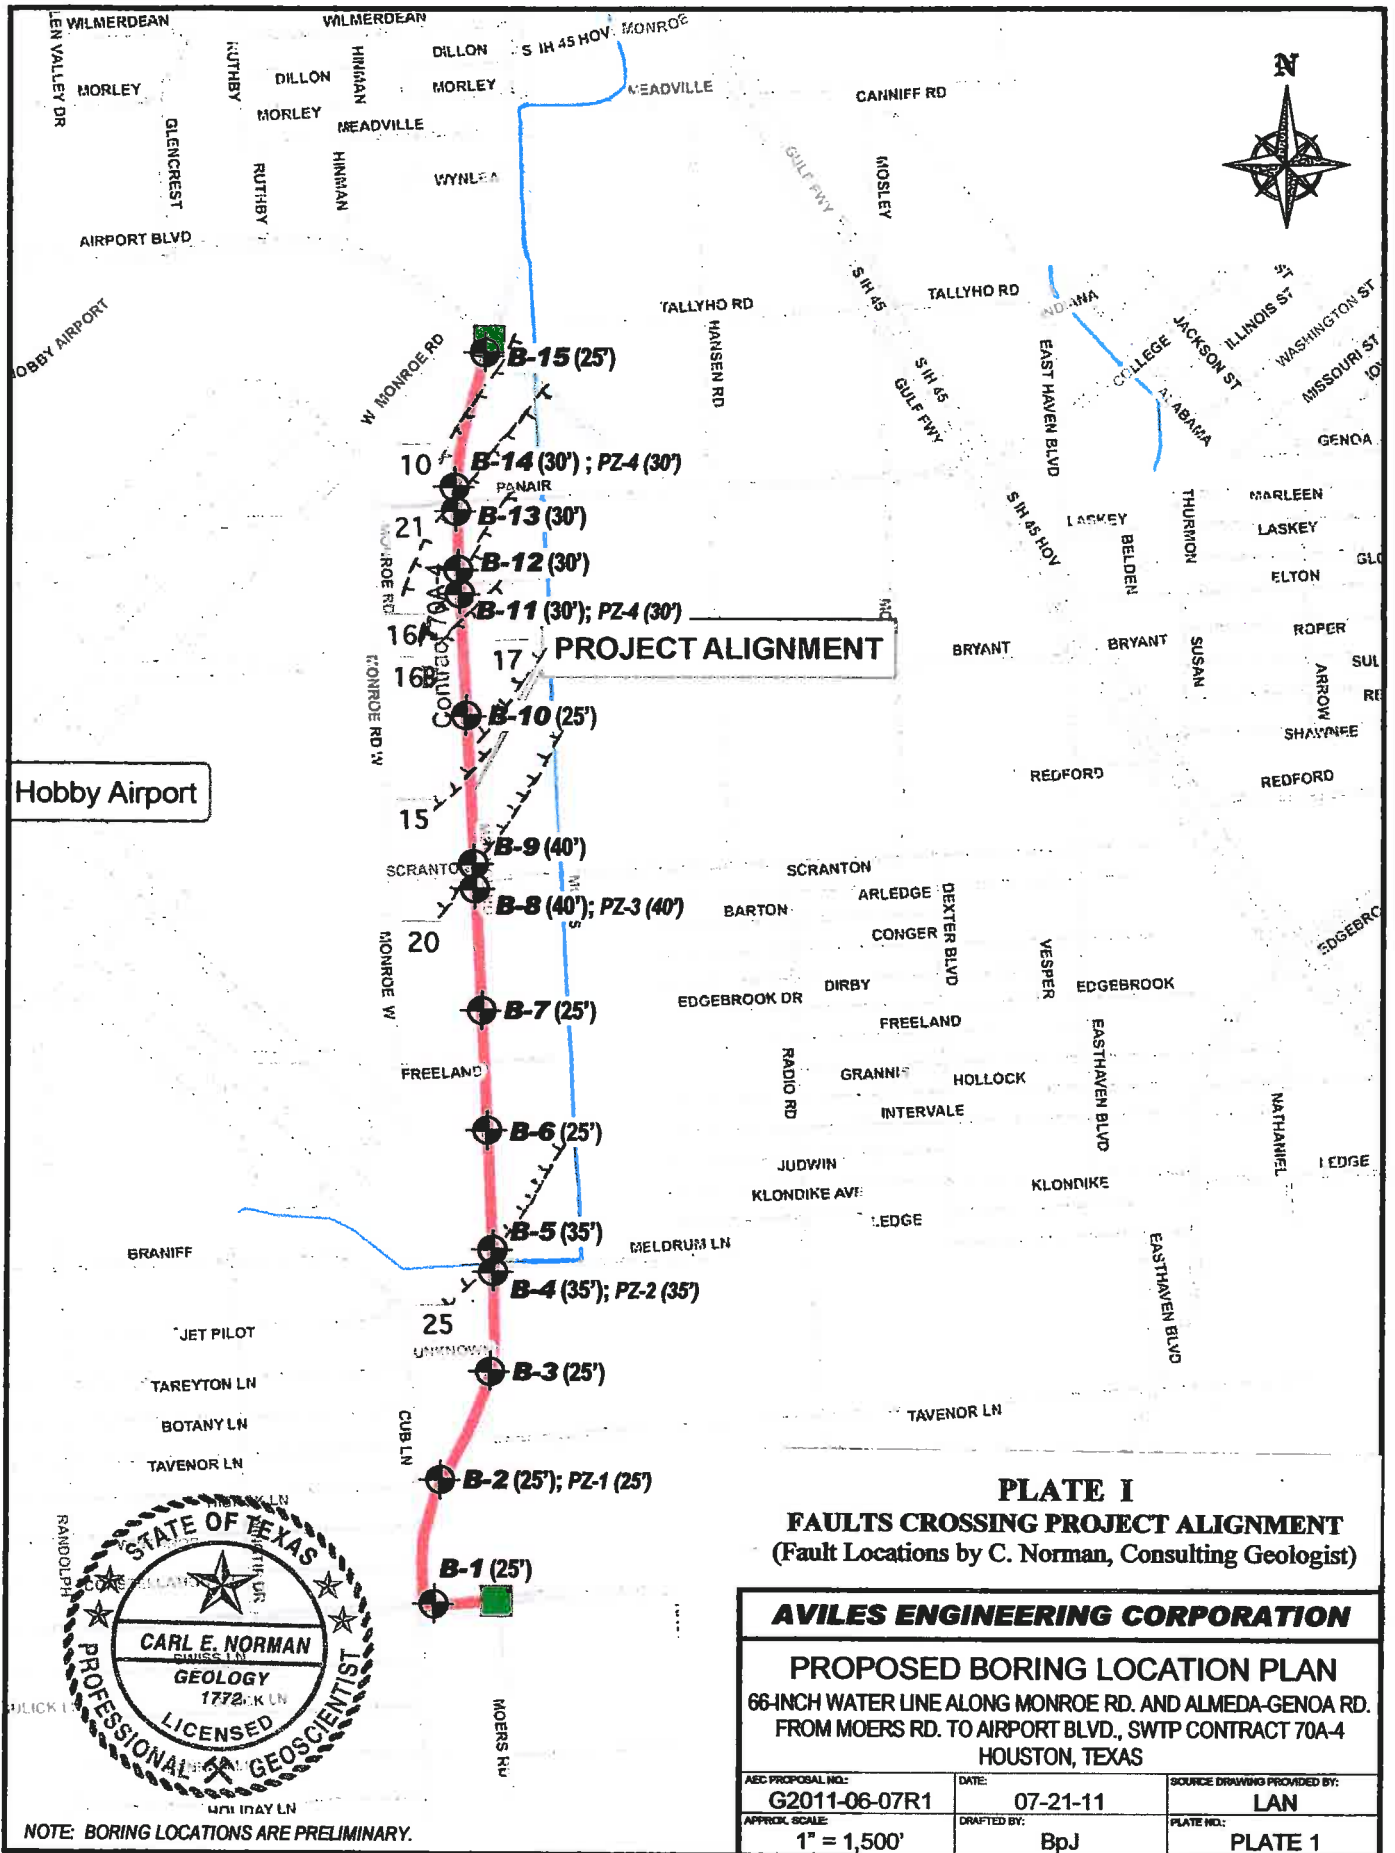 WILMERDEAN
WILMERDEAN
S IH 45 HOV
MONROE
DILLON
HINMAN
RUTHBY
DILLON
MORLEY
MORLEY
MEADVILLE
CANNIFF RD
N
MORLEY
MEADVILLE
GLENCREST
RUTHBY
HINMAN
GULF FWY
MOSLEY
AIRPORT BLVD
S IH 45
TALLYHO RD
TALLYHO RD
JACKSON ST
ILLINOIS ST
WASHINGTON ST
MISSOURI ST
COLLEGE
W MONROE RD
HANSEN RD
S IH 45
GULF FWY
EAST HAVEN BLVD
GENOA
B-15 (25')
10
B-14 (30') ; PZ-4 (30')
PANAIR
21
B-13 (30')
S IH 45 HOV
LASKEY
BELDEN
THURMON
MARLEEN
LASKEY
ELTON
B-12 (30')
MONROE RD
B-11 (30'); PZ-4 (30')
16A
17
PROJECT ALIGNMENT
16B
MONROE RD W
BRYANT
BRYANT
SUSAN
ROPER
ARROW
SHAWNEE
B-10 (25')
Hobby Airport
REDFORD
REDFORD
15
B-9 (40')
SCRANTON
ARLEDGE
BARTON
CONGER
DEXTER BLVD
B-8 (40'); PZ-3 (40')
20
MONROE W
VESPER
EDGEBROOK DR
DIRBY
EDGEBROOK
B-7 (25')
FREELAND
FREELAND
RADIO RD
HOLLOCK
EASTHAVEN BLVD
INTERVALE
NATHANIEL
B-6 (25')
JUDWIN
KLONDIKE AVE
KLONDIKE
B-5 (35')
BRANIFF
MELDRUM LN
B-4 (35'); PZ-2 (35')
EASTHAVEN BLVD
25
JET PILOT
UNKNOWN
B-3 (25')
TAREYTON LN
BOTANY LN
CUB LN
TAVENOR LN
TAVENOR LN
B-2 (25'); PZ-1 (25')
RANDOLPH
B-1 (25')
MOERS RD
STATE OF TEXAS
CARL E. NORMAN
GEOLOGY
1772
LICENSED
PROFESSIONAL GEOSCIENTIST
HOLIDAY LN
NOTE: BORING LOCATIONS ARE PRELIMINARY.
PLATE I
FAULTS CROSSING PROJECT ALIGNMENT
(Fault Locations by C. Norman, Consulting Geologist)
AVILES ENGINEERING CORPORATION
PROPOSED BORING LOCATION PLAN
66-INCH WATER LINE ALONG MONROE RD. AND ALMEDA-GENOA RD.
FROM MOERS RD. TO AIRPORT BLVD., SWTP CONTRACT 70A-4
HOUSTON, TEXAS
AEC PROPOSAL NO.:
G2011-06-07R1
DATE:
07-21-11
SOURCE DRAWING PROVIDED BY:
LAN
APPROX. SCALE:
1" = 1,500'
DRAFTED BY:
BpJ
PLATE NO.:
PLATE 1